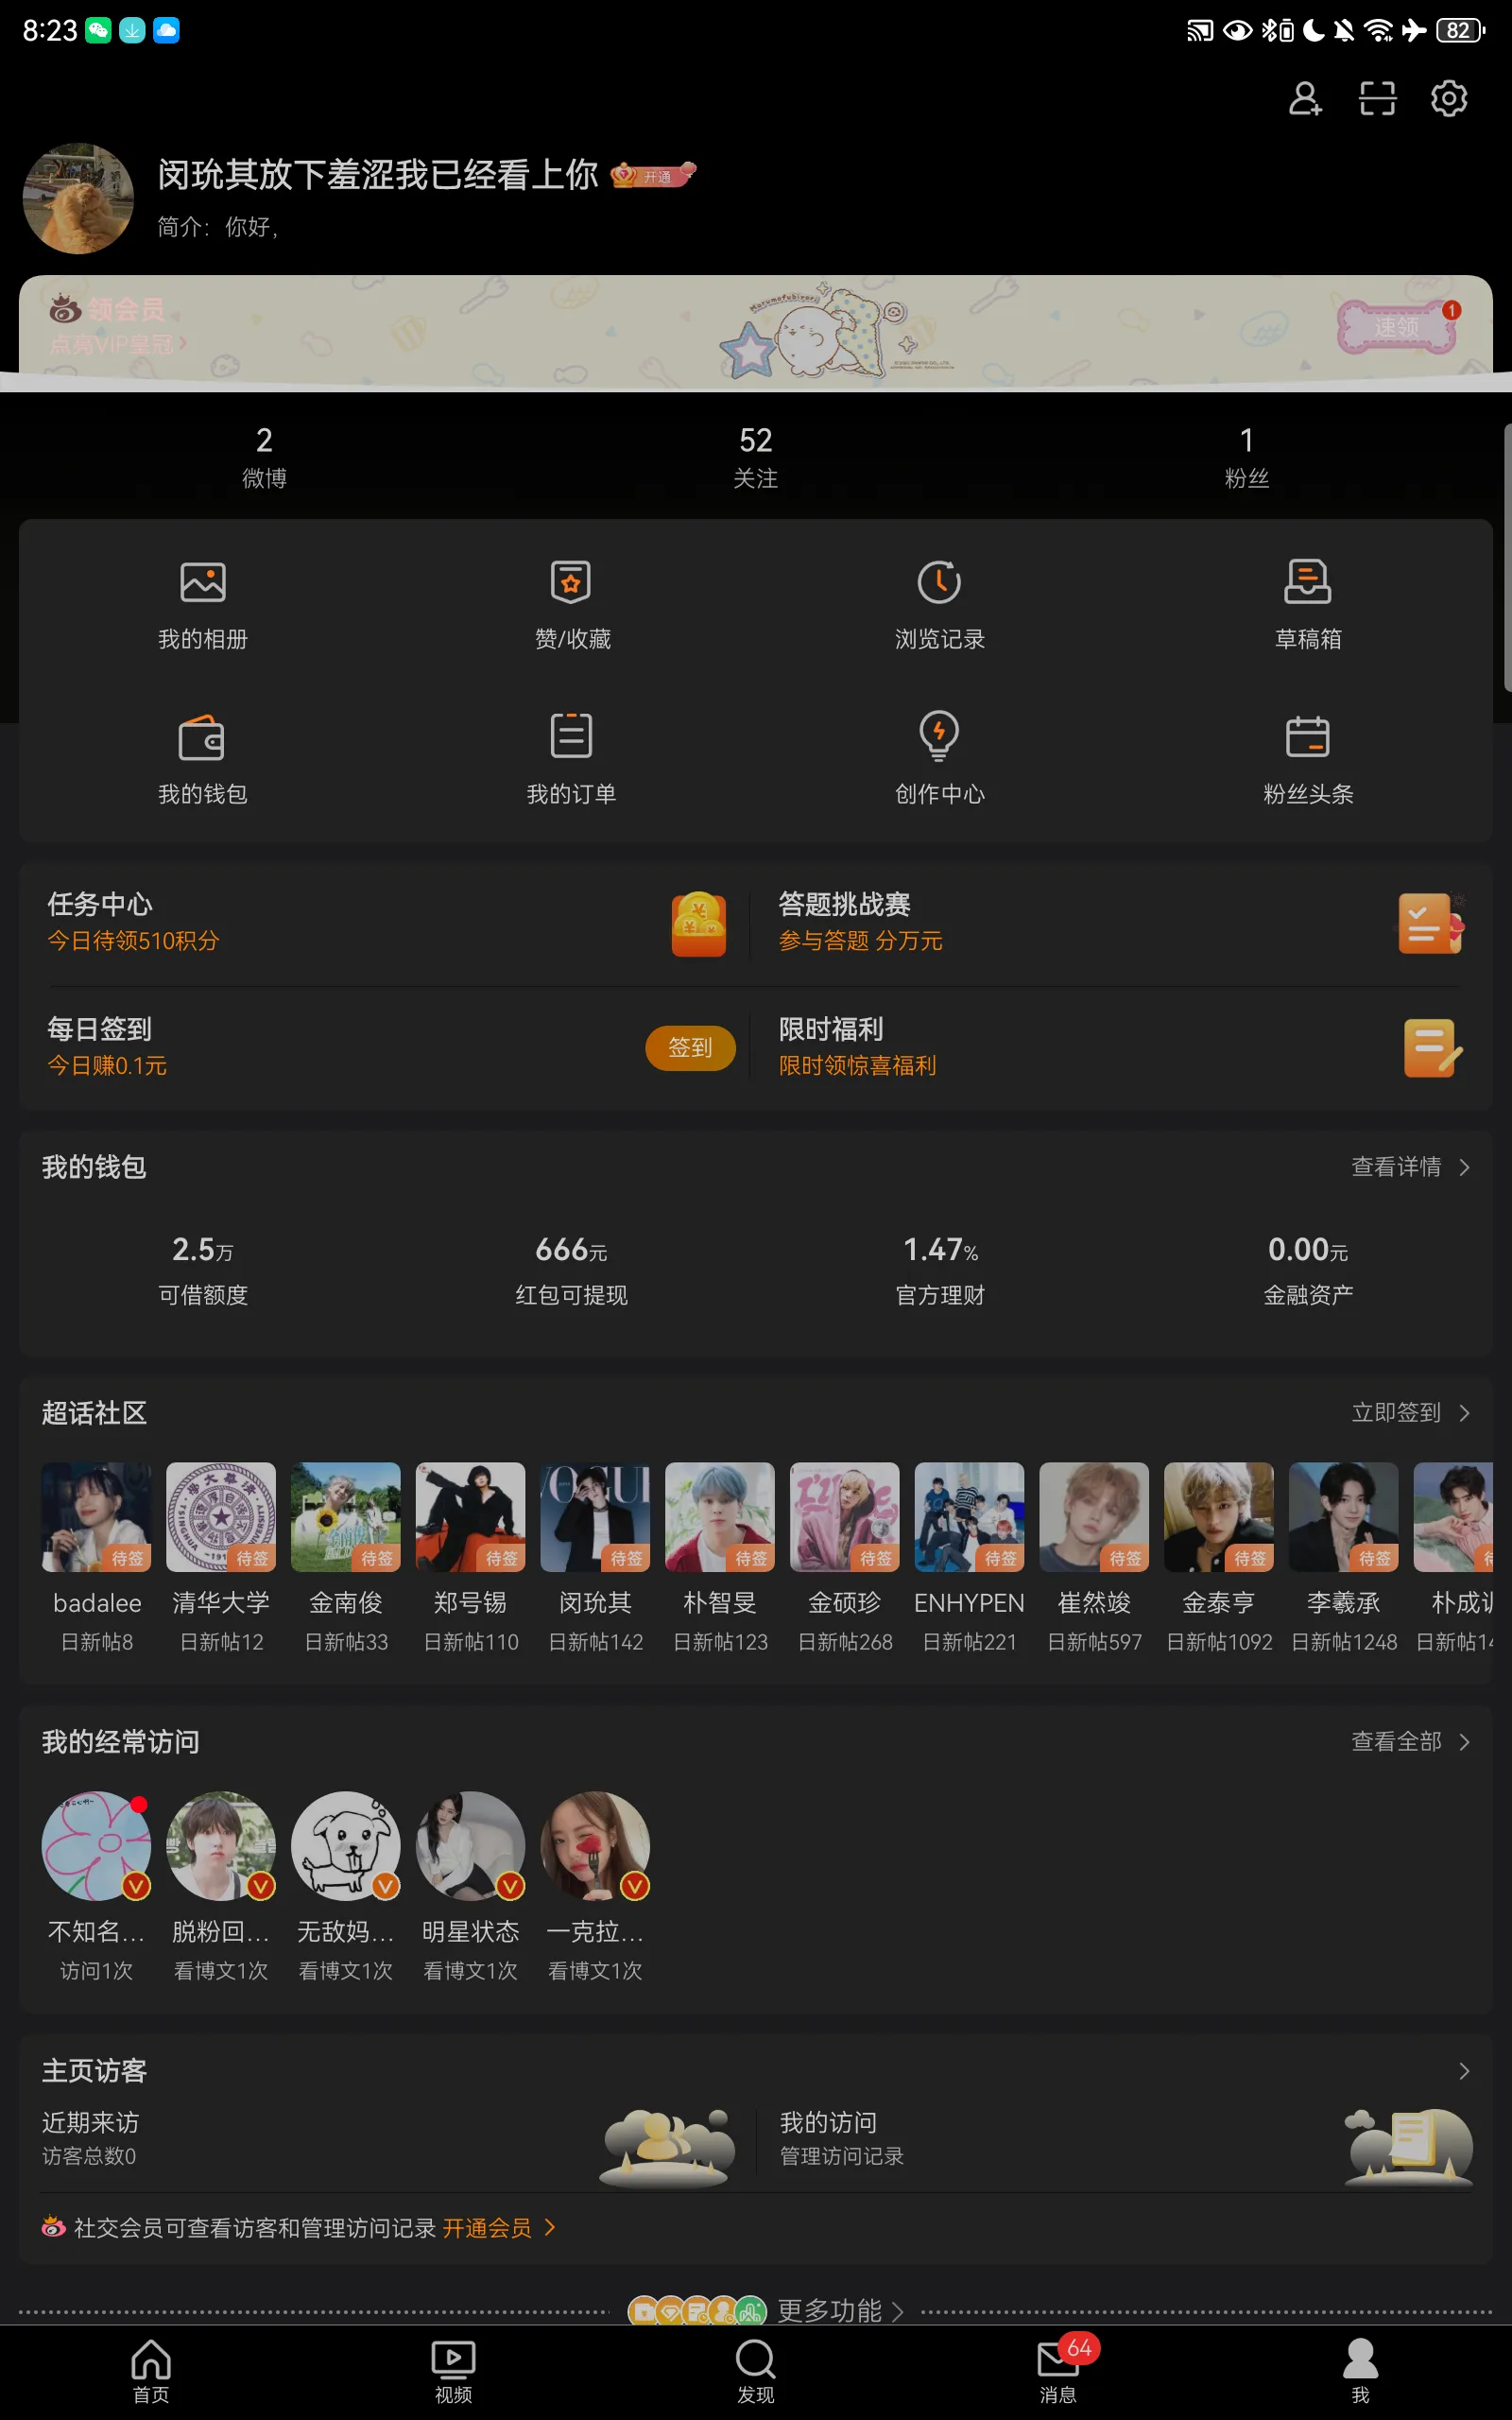 8:23
82
闵玧其放下羞涩我已经看上你 开通
简介：你好，
领会员
点亮VIP皇冠
速领
1
2
微博
52
关注
1
粉丝
我的相册
赞/收藏
浏览记录
草稿箱
我的钱包
我的订单
创作中心
粉丝头条
任务中心
今日待领510积分
答题挑战赛
参与答题 分万元
每日签到
今日赚0.1元
签到
限时福利
限时领惊喜福利
我的钱包
查看详情
2.5万
可借额度
666元
红包可提现
1.47%
官方理财
0.00元
金融资产
超话社区
立即签到
待签 待签 待签 待签 待签 待签 待签 待签 待签 待签 待签
badalee
日新帖8
清华大学
日新帖12
金南俊
日新帖33
郑号锡
日新帖110
闵玧其
日新帖142
朴智旻
日新帖123
金硕珍
日新帖268
ENHYPEN
日新帖221
崔然竣
日新帖597
金泰亨
日新帖1092
李羲承
日新帖1248
朴成训
日新帖14
我的经常访问
查看全部
不知名...
访问1次
脱粉回...
看博文1次
无敌妈...
看博文1次
明星状态
看博文1次
一克拉...
看博文1次
主页访客
近期来访
访客总数0
我的访问
管理访问记录
社交会员可查看访客和管理访问记录 开通会员
更多功能
首页
视频
发现
64
消息
我